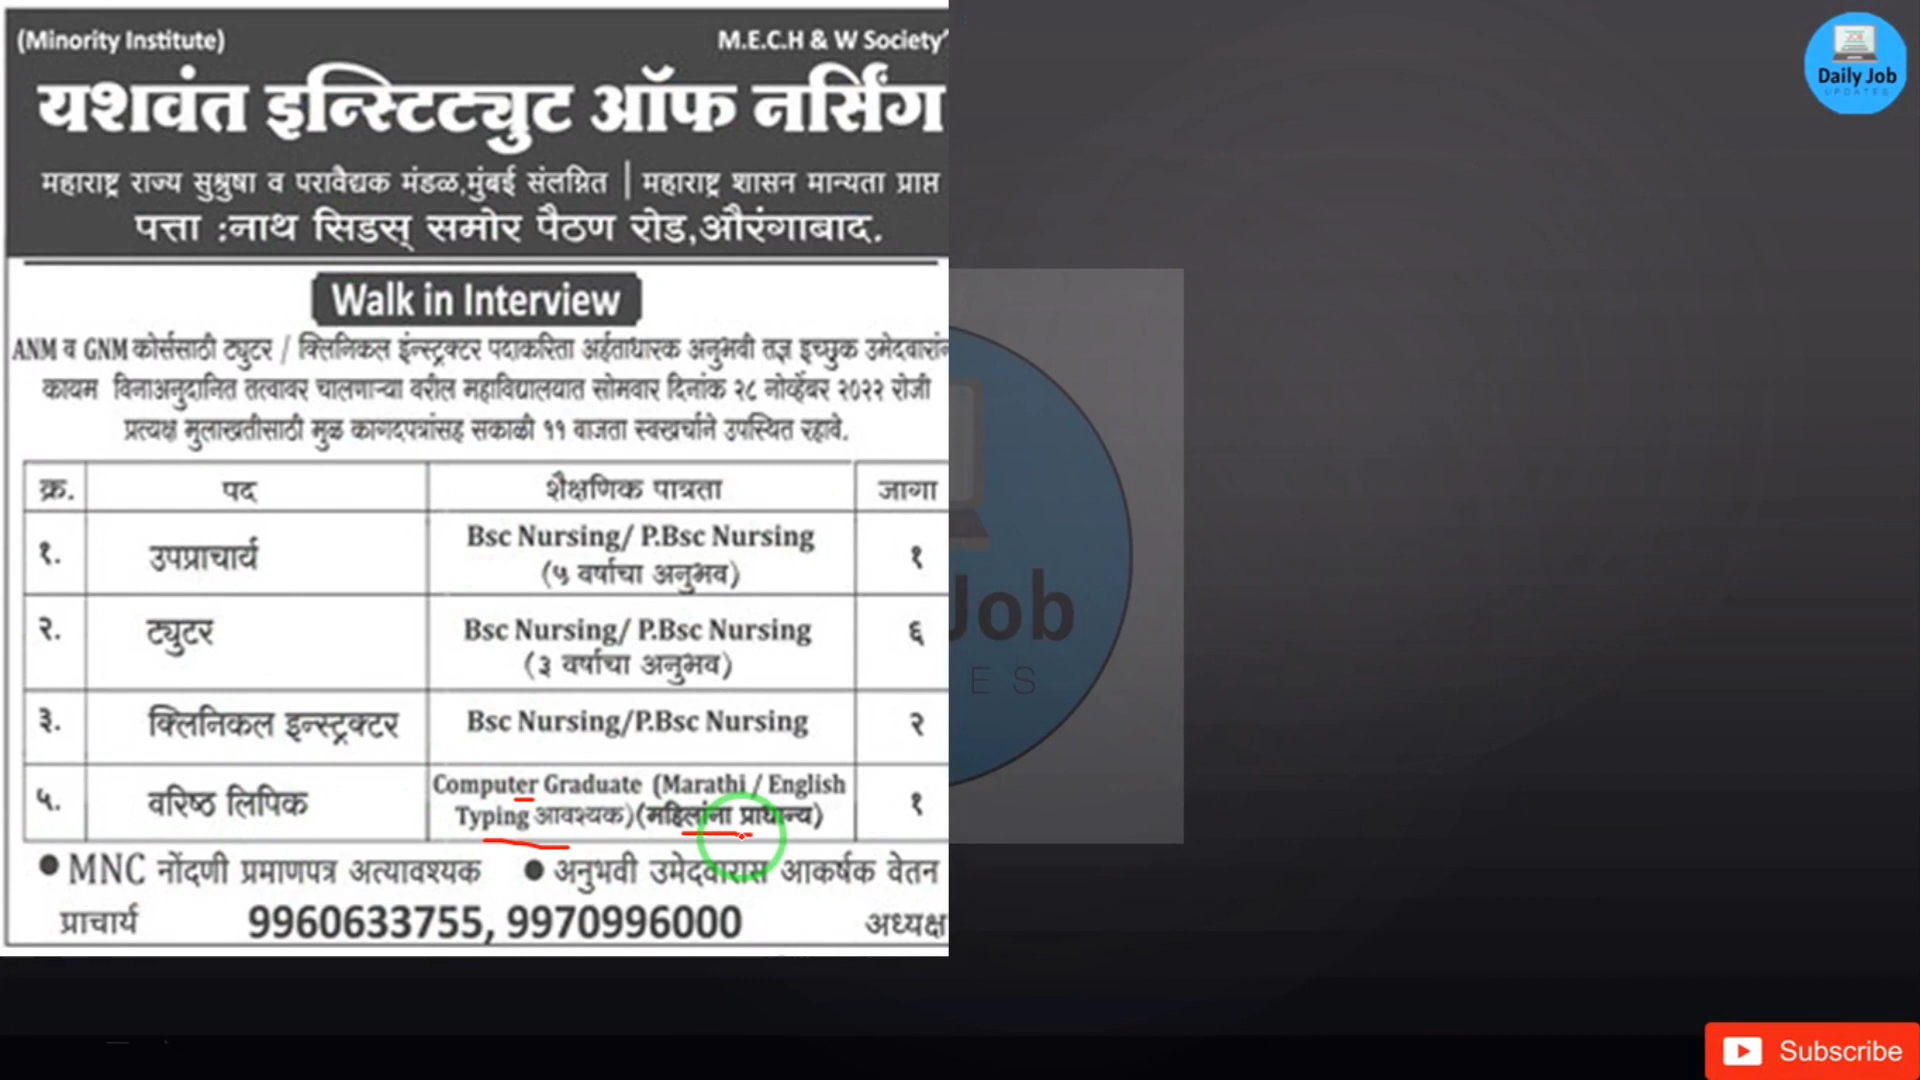 (Minority Institute) M.E.C.H & W Society'
यशवंत इन्स्टिट्युट ऑफ नर्सिंग
महाराष्ट्र राज्य सुश्रुषा व परावैद्यक मंडळ,मुंबई संलग्नित | महाराष्ट्र शासन मान्यता प्राप्त
पत्ता :नाथ सिडस् समोर पैठण रोड,औरंगाबाद.
Walk in Interview
ANM व GNM कोर्ससाठी ट्युटर / क्लिनिकल इंन्स्ट्रक्टर पदाकरिता अर्हताधारक अनुभवी तज्ञ इच्छुक
कायम विनाअनुदानित तत्वावर चालणाऱ्या वरील महाविद्यालयात सोमवार दिनांक २८ नोव्हेंबर २०२२ रोजी
प्रत्यक्ष मुलाखतीसाठी मुळ कागदपत्रांसह सकाळी ११ वाजता स्वखर्चाने उपस्थित रहावे.
क्र. पद शैक्षणिक पात्रता जागा
१. उपप्राचार्य Bsc Nursing/ P.Bsc Nursing (५ वर्षाचा अनुभव) १
२. ट्युटर Bsc Nursing/ P.Bsc Nursing (३ वर्षाचा अनुभव) ६
३. क्लिनिकल इन्स्ट्रक्टर Bsc Nursing/P.Bsc Nursing २
५. वरिष्ठ लिपिक Computer Graduate (Marathi / English Typing आवश्यक)(महिलांना प्राधान्य) १
● MNC नोंदणी प्रमाणपत्र अत्यावश्यक ● अनुभवी उमेदवारास आकर्षक वेतन
प्राचार्य 9960633755, 9970996000 अध्यक्ष
Daily Job
UPDATES
Job
ES
Subscribe